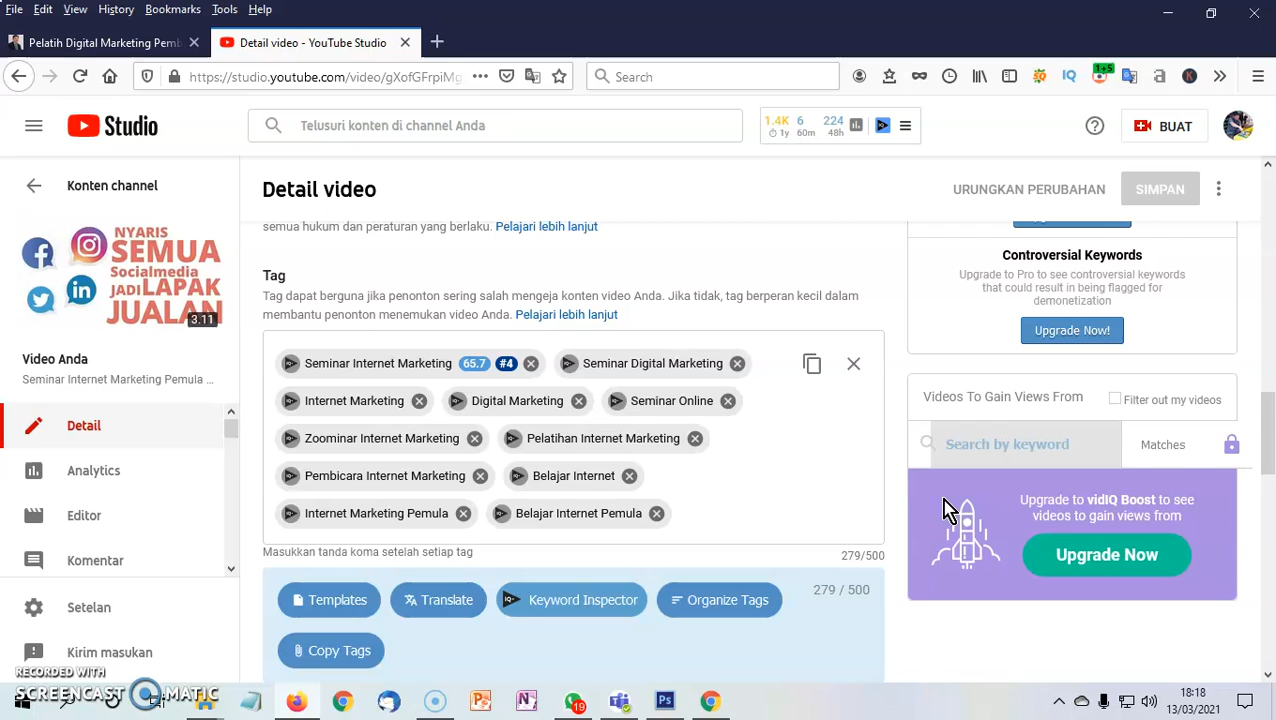 File Edit View History Bookmarks Tools Help
Pelatih Digital Marketing Pemb
Detail video - YouTube Studio
https://studio.youtube.com/video/gXofGFrpiMg
Search
1+5
Studio
Telusuri konten di channel Anda
1.4K 6 224
1y 60m 48h
BUAT
Konten channel
Detail video
URUNGKAN PERUBAHAN
SIMPAN
NYARIS
SEMUA
Socialmedia
JADI LAPAK
JUALAN
3.11
Video Anda
Seminar Internet Marketing Pemula ...
Detail
Analytics
Editor
Komentar
Setelan
Kirim masukan
semua hukum dan peraturan yang berlaku. Pelajari lebih lanjut
Tag
Tag dapat berguna jika penonton sering salah mengeja konten video Anda. Jika tidak, tag berperan kecil dalam
membantu penonton menemukan video Anda. Pelajari lebih lanjut
Seminar Internet Marketing 65.7 #4 Seminar Digital Marketing
Internet Marketing Digital Marketing Seminar Online
Zoominar Internet Marketing Pelatihan Internet Marketing
Pembicara Internet Marketing Belajar Internet
Internet Marketing Pemula Belajar Internet Pemula
Masukkan tanda koma setelah setiap tag
279/500
Templates Translate Keyword Inspector Organize Tags
279 / 500
Copy Tags
Controversial Keywords
Upgrade to Pro to see controversial keywords
that could result in being flagged for
demonetization
Upgrade Now!
Videos To Gain Views From
Filter out my videos
Search by keyword
Matches
Upgrade to vidIQ Boost to see
videos to gain views from
Upgrade Now
RECORDED WITH
SCREENCAST MATIC
19
18:18
13/03/2021